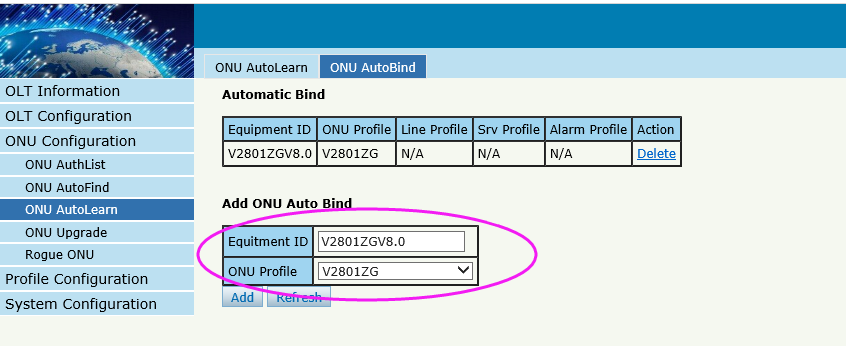 ONU AutoLearn ONU AutoBind
OLT Information
OLT Configuration
ONU Configuration
ONU AuthList
ONU AutoFind
ONU AutoLearn
ONU Upgrade
Rogue ONU
Profile Configuration
System Configuration
Automatic Bind
Equipment ID ONU Profile Line Profile Srv Profile Alarm Profile Action
V2801ZGV8.0 V2801ZG N/A N/A N/A Delete
Add ONU Auto Bind
Equitment ID V2801ZGV8.0
ONU Profile V2801ZG
Add Refresh